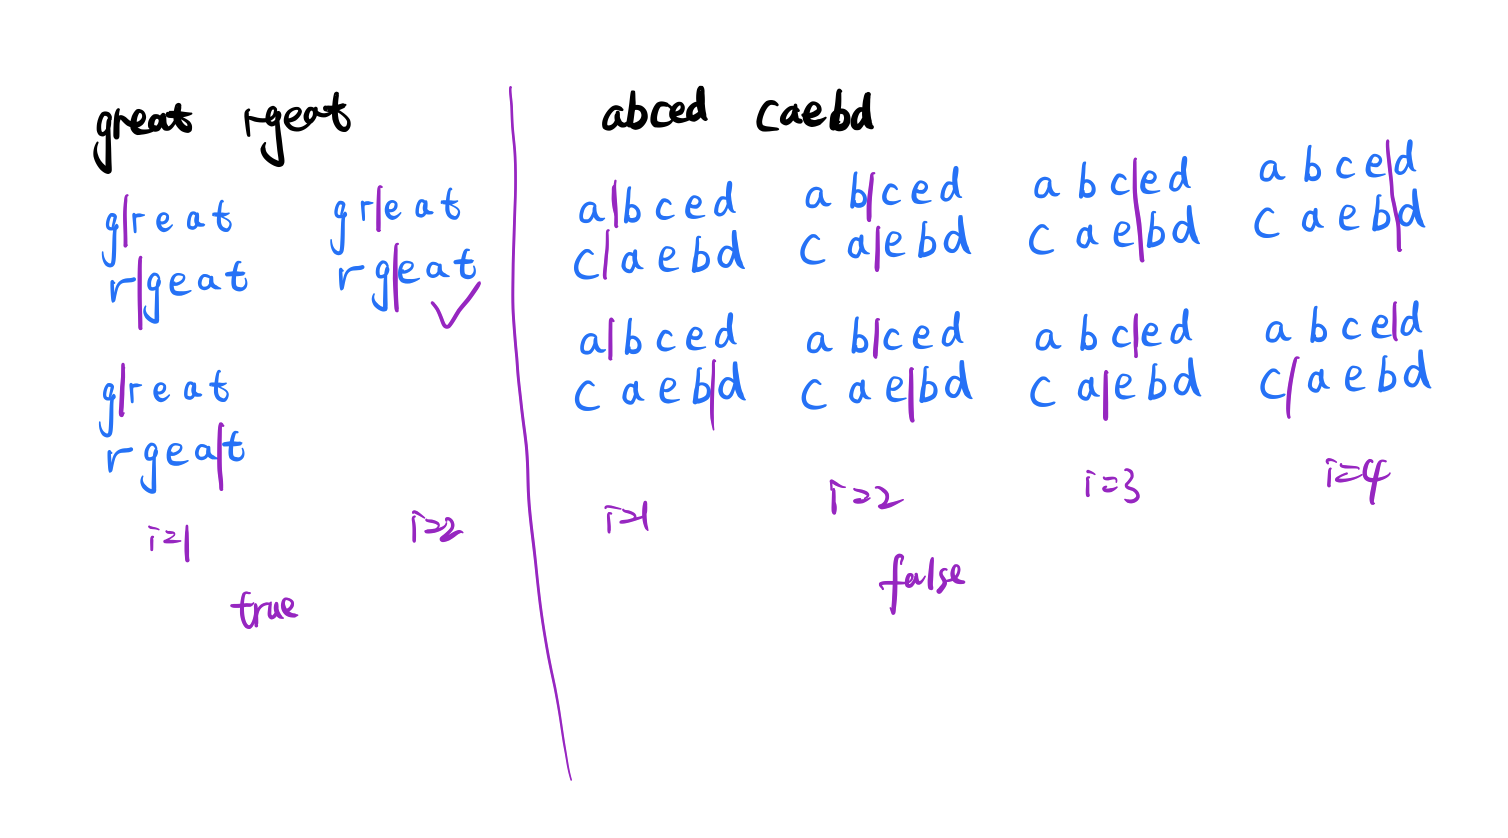 great rgeat
g|reat
r|geat
gr|eat
rg|eat
g|reat
rgea|t
i=1
i=2
true
abced caebd
a|bced
c|aebd
ab|ced
ca|ebd
abc|ed
cae|bd
abce|d
caeb|d
a|bced
caeb|d
ab|ced
cae|bd
abc|ed
ca|ebd
abce|d
c|aebd
i=1
i=2
i=3
i=4
false